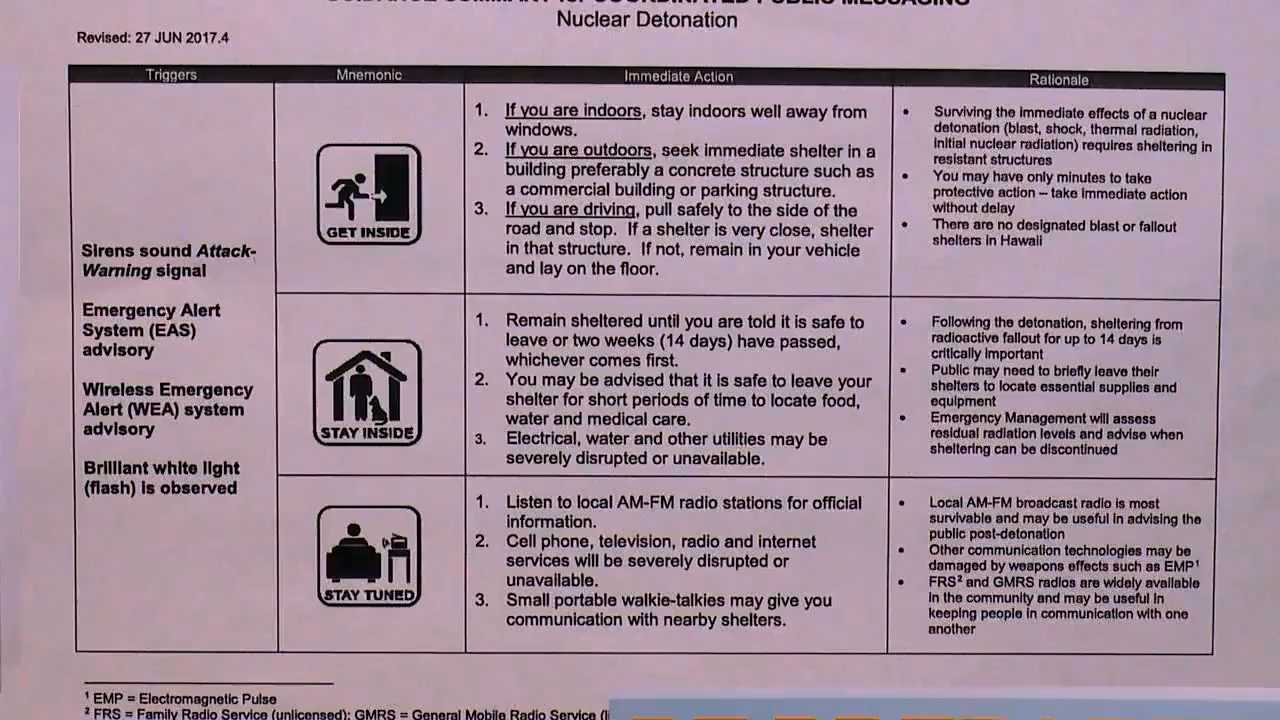 GUIDANCE SUMMARY for COORDINATED PUBLIC MESSAGING
Nuclear Detonation
Revised: 27 JUN 2017.4
Triggers
Mnemonic
Immediate Action
Rationale
Sirens sound Attack-
Warning signal
Emergency Alert
System (EAS)
advisory
Wireless Emergency
Alert (WEA) system
advisory
Brilliant white light
(flash) is observed
GET INSIDE
1. If you are indoors, stay indoors well away from
windows.
2. If you are outdoors, seek immediate shelter in a
building preferably a concrete structure such as
a commercial building or parking structure.
3. If you are driving, pull safely to the side of the
road and stop. If a shelter is very close, shelter
in that structure. If not, remain in your vehicle
and lay on the floor.
• Surviving the immediate effects of a nuclear
detonation (blast, shock, thermal radiation,
initial nuclear radiation) requires sheltering in
resistant structures
• You may have only minutes to take
protective action – take immediate action
without delay
• There are no designated blast or fallout
shelters in Hawaii
STAY INSIDE
1. Remain sheltered until you are told it is safe to
leave or two weeks (14 days) have passed,
whichever comes first.
2. You may be advised that it is safe to leave your
shelter for short periods of time to locate food,
water and medical care.
3. Electrical, water and other utilities may be
severely disrupted or unavailable.
• Following the detonation, sheltering from
radioactive fallout for up to 14 days is
critically important
• Public may need to briefly leave their
shelters to locate essential supplies and
equipment
• Emergency Management will assess
residual radiation levels and advise when
sheltering can be discontinued
STAY TUNED
1. Listen to local AM-FM radio stations for official
information.
2. Cell phone, television, radio and internet
services will be severely disrupted or
unavailable.
3. Small portable walkie-talkies may give you
communication with nearby shelters.
• Local AM-FM broadcast radio is most
survivable and may be useful in advising the
public post-detonation
• Other communication technologies may be
damaged by weapons effects such as EMP¹
• FRS² and GMRS radios are widely available
in the community and may be useful in
keeping people in communication with one
another
¹ EMP = Electromagnetic Pulse
² FRS = Family Radio Service (unlicensed); GMRS = General Mobile Radio Service